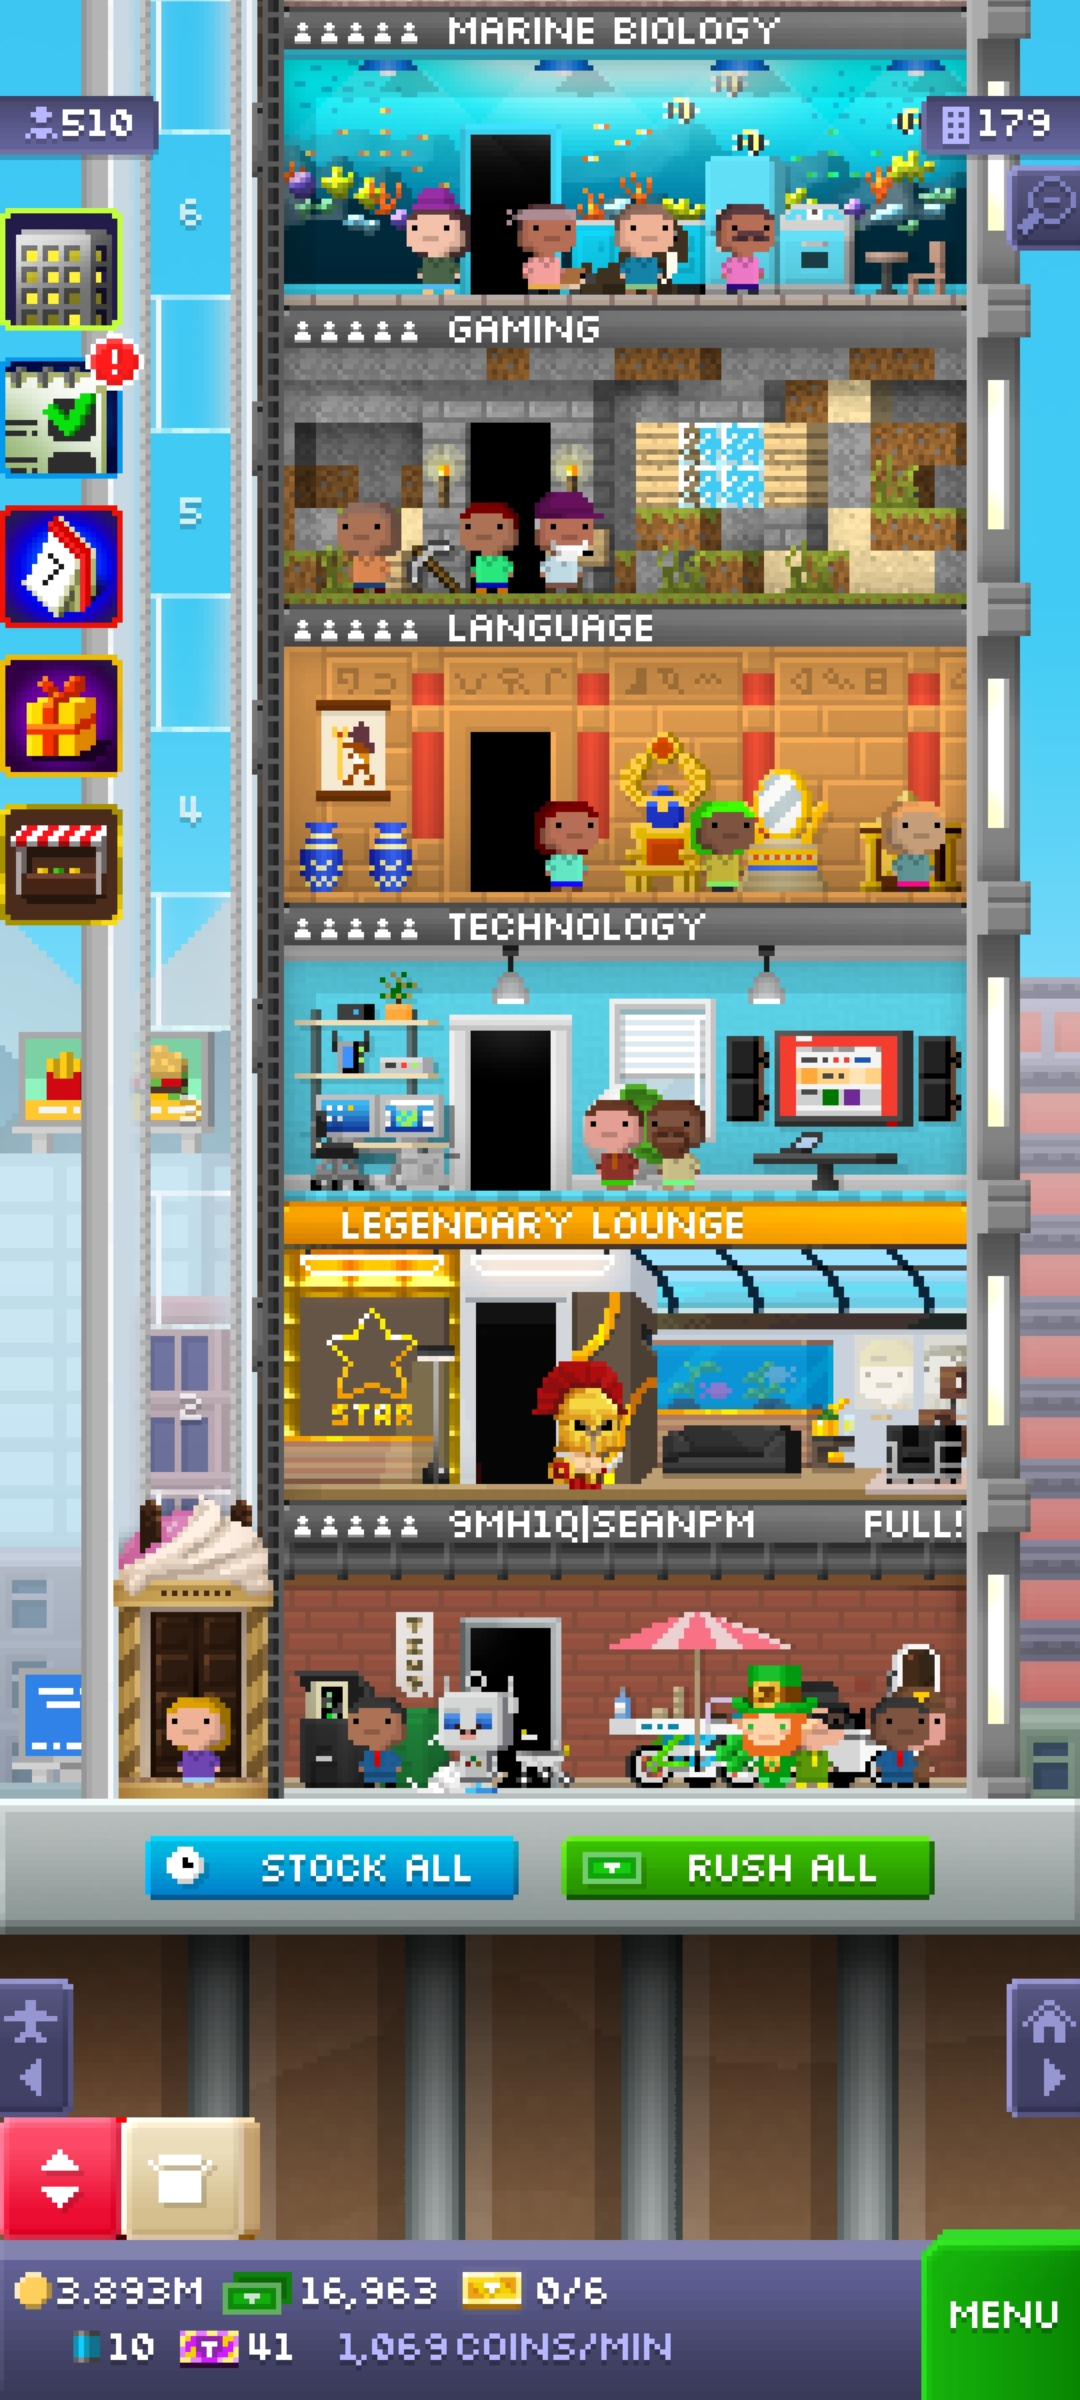 MARINE BIOLOGY
510
179
6
GAMING
5
7
LANGUAGE
4
TECHNOLOGY
LEGENDARY LOUNGE
2
STAR
9MH1Q|SEANPM FULL!
STOCK ALL
RUSH ALL
3.893M 16,963 0/6
MENU
10 41 1,069 COINS/MIN